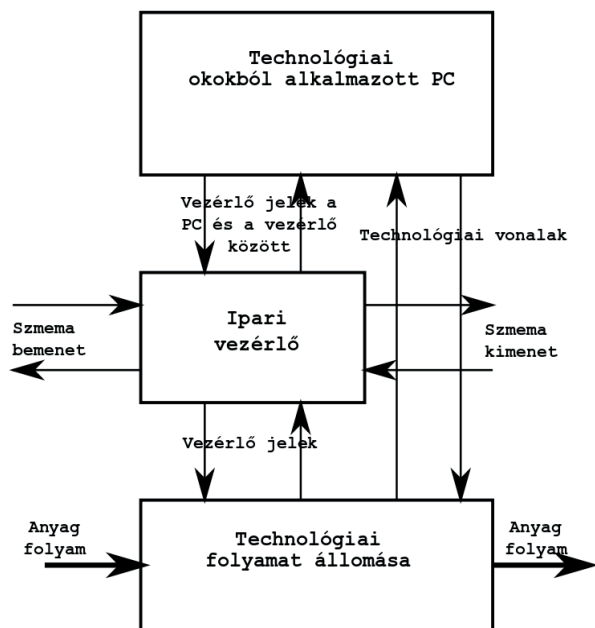 Technológiai
okokból alkalmazott PC
Vezérlő jelek a
PC és a vezérlő
között
Technológiai vonalak
Ipari
vezérlő
Szmema
bemenet
Szmema
kimenet
Vezérlő jelek
Anyag
folyam
Technológiai
folyamat állomása
Anyag
folyam